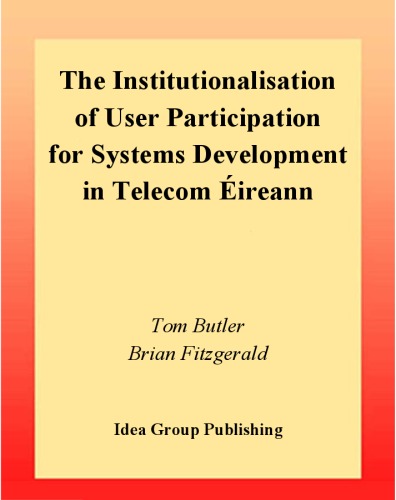 The Institutionalisation
of User Participation
for Systems Development
in Telecom Éireann
Tom Butler
Brian Fitzgerald
Idea Group Publishing